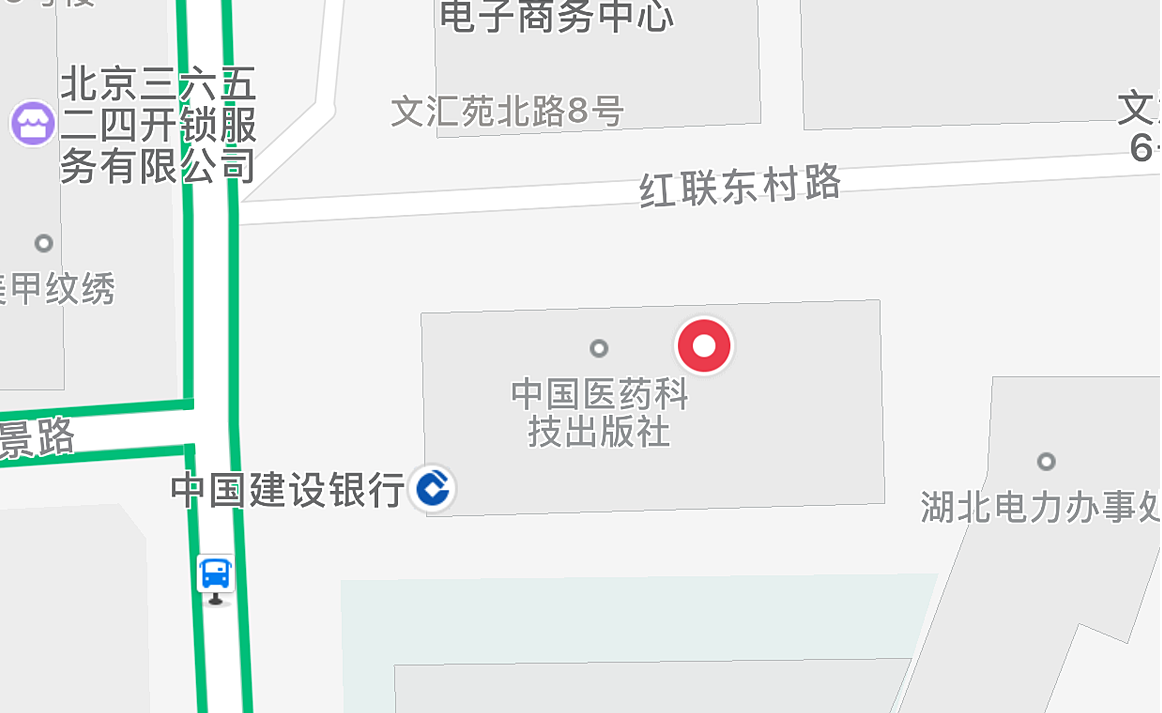 电子商务中心
北京三六五
二四开锁服
务有限公司
文汇苑北路8号
红联东村路
甲纹绣
中国医药科
技出版社
景路
中国建设银行
湖北电力办事处